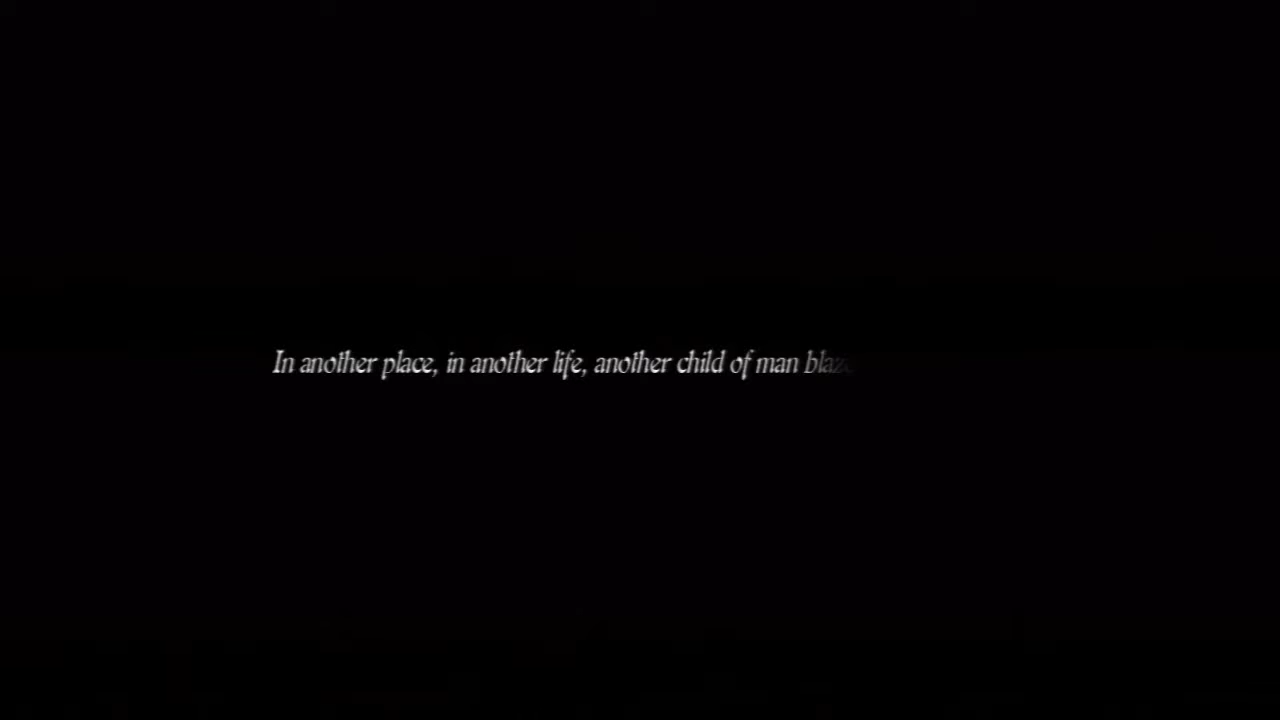 In another place, in another life, another child of man